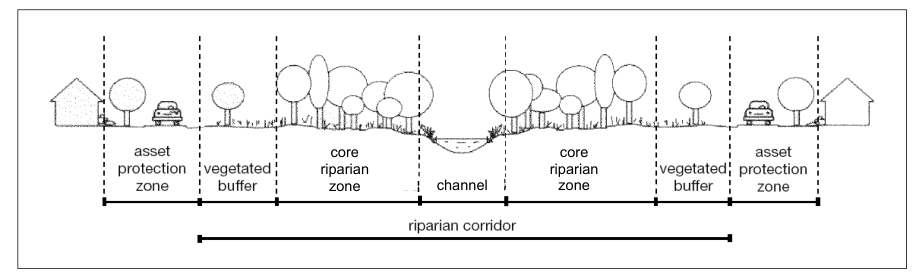 asset
protection
zone
vegetated
buffer
core
riparian
zone
channel
core
riparian
zone
vegetated
buffer
asset
protection
zone
riparian corridor